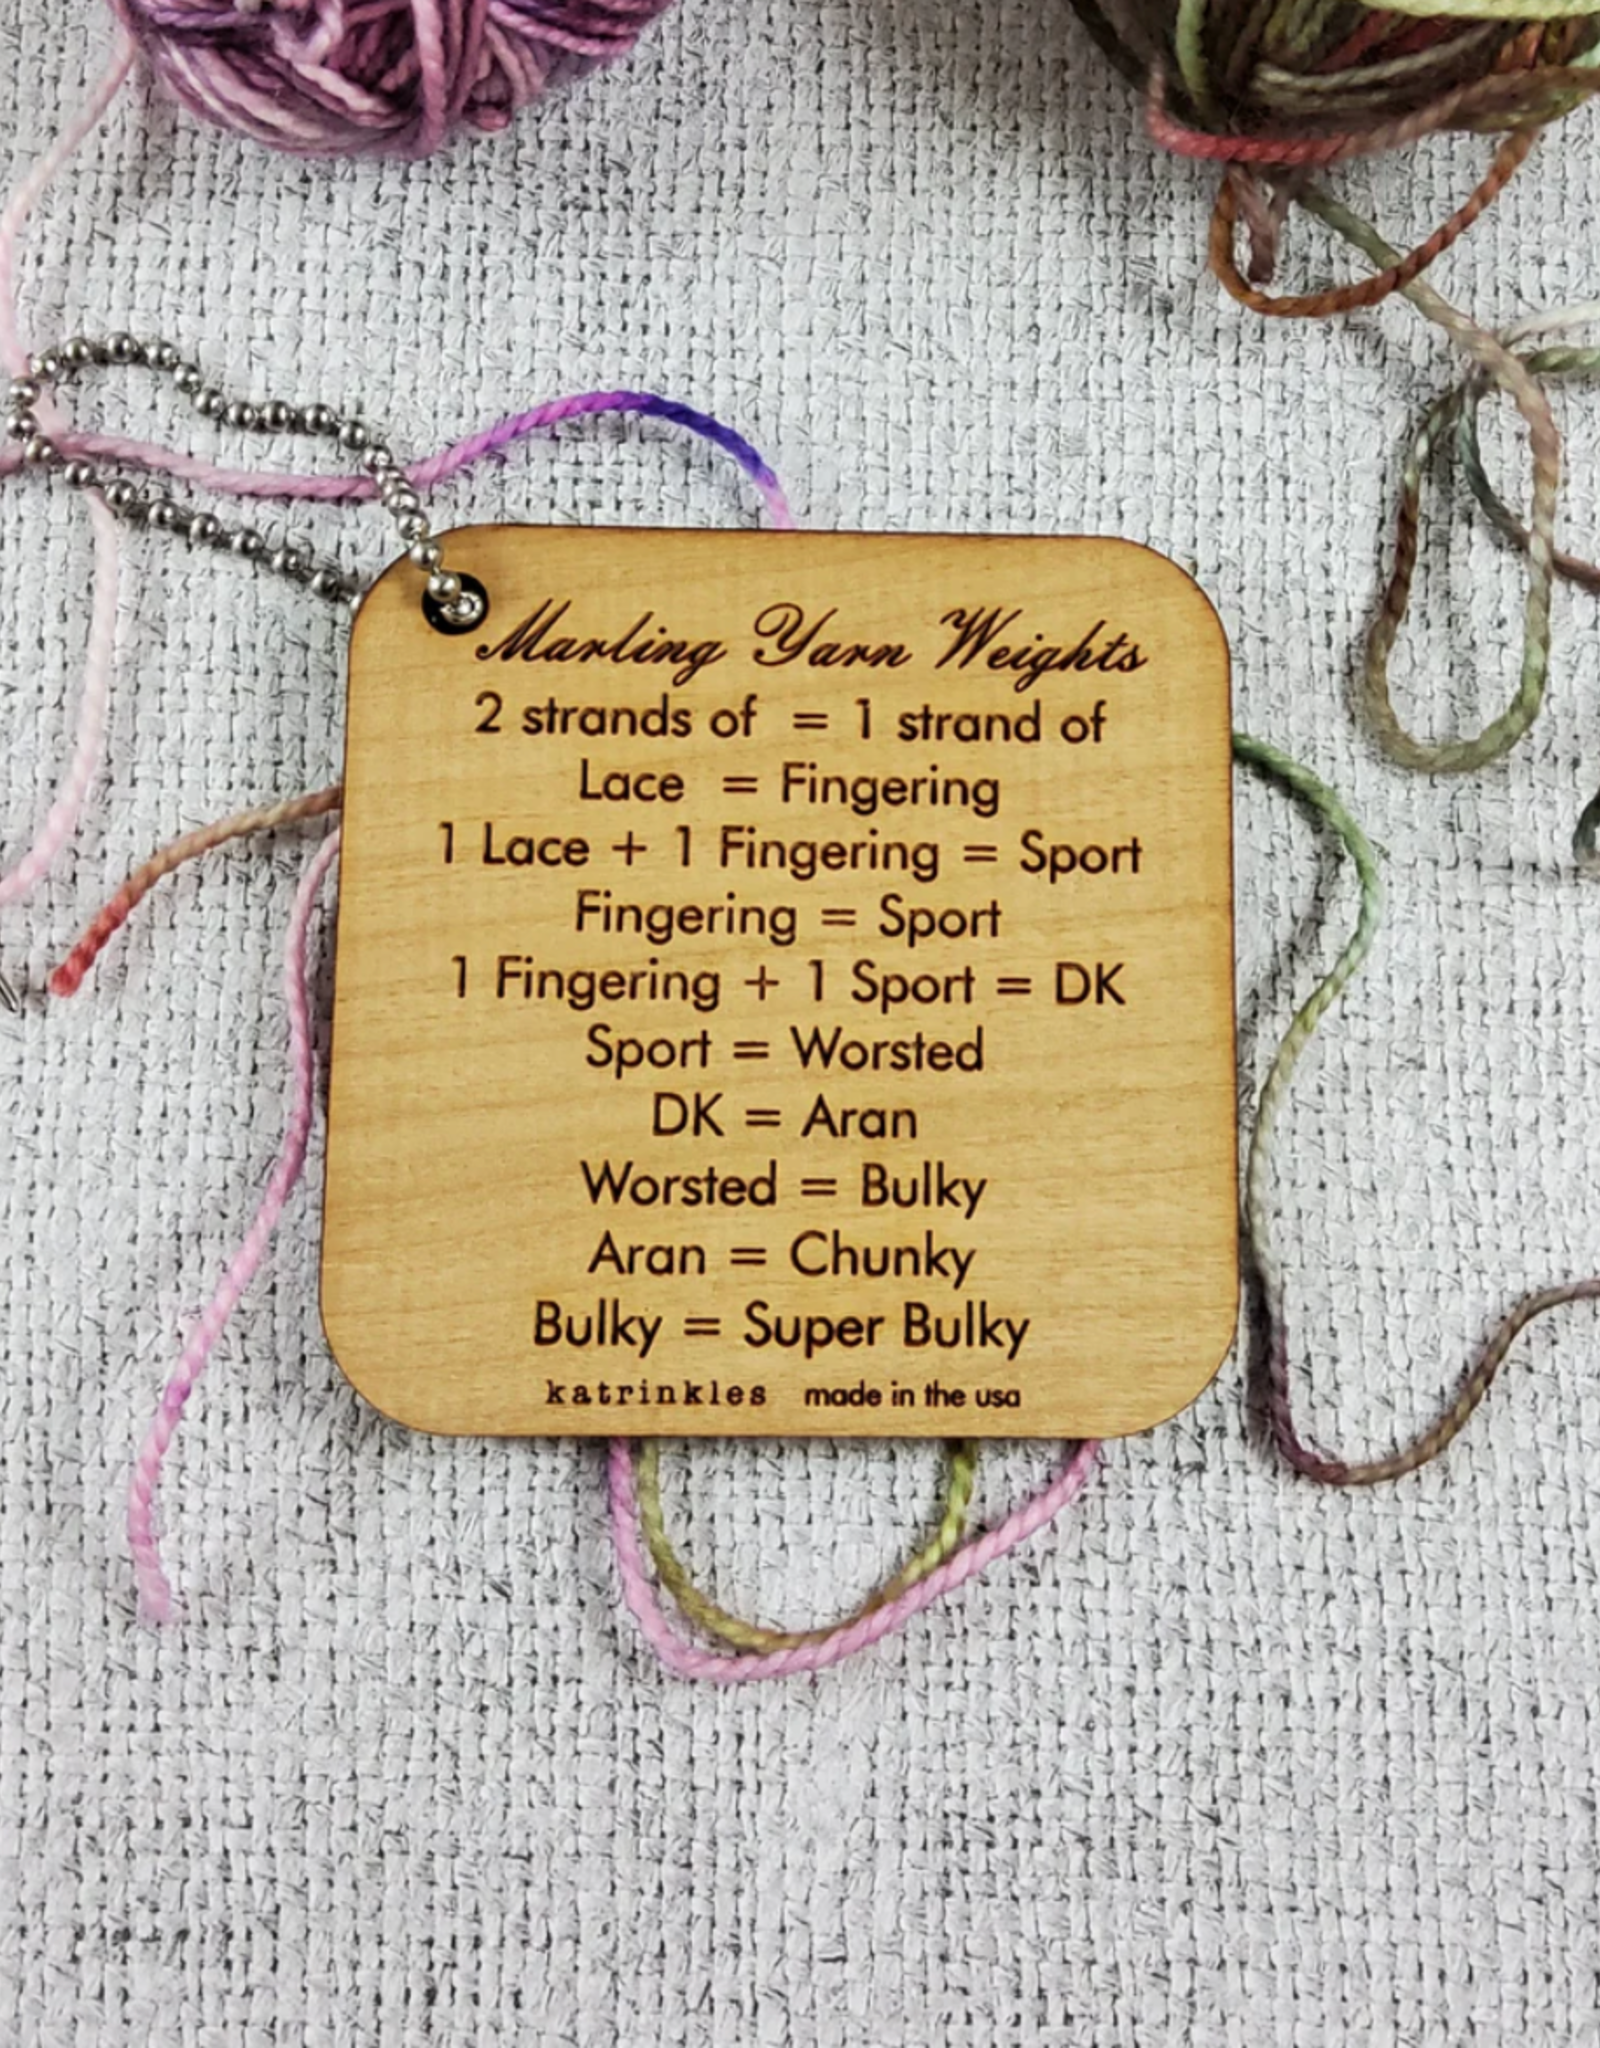 Marling Yarn Weights
2 strands of = 1 strand of
Lace = Fingering
1 Lace + 1 Fingering = Sport
Fingering = Sport
1 Fingering + 1 Sport = DK
Sport = Worsted
DK = Aran
Worsted = Bulky
Aran = Chunky
Bulky = Super Bulky
katrinkles made in the usa